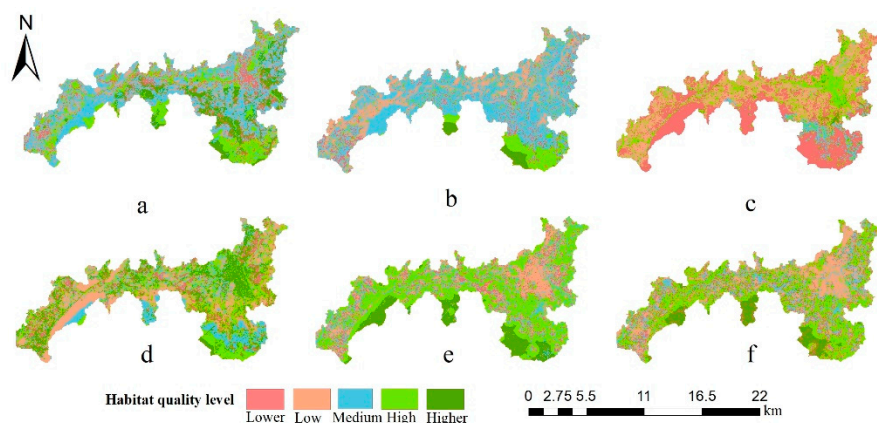 N
a
b
c
d
e
f
Habitat quality level
Lower Low Medium High Higher
0 2.75 5.5 11 16.5 22
km